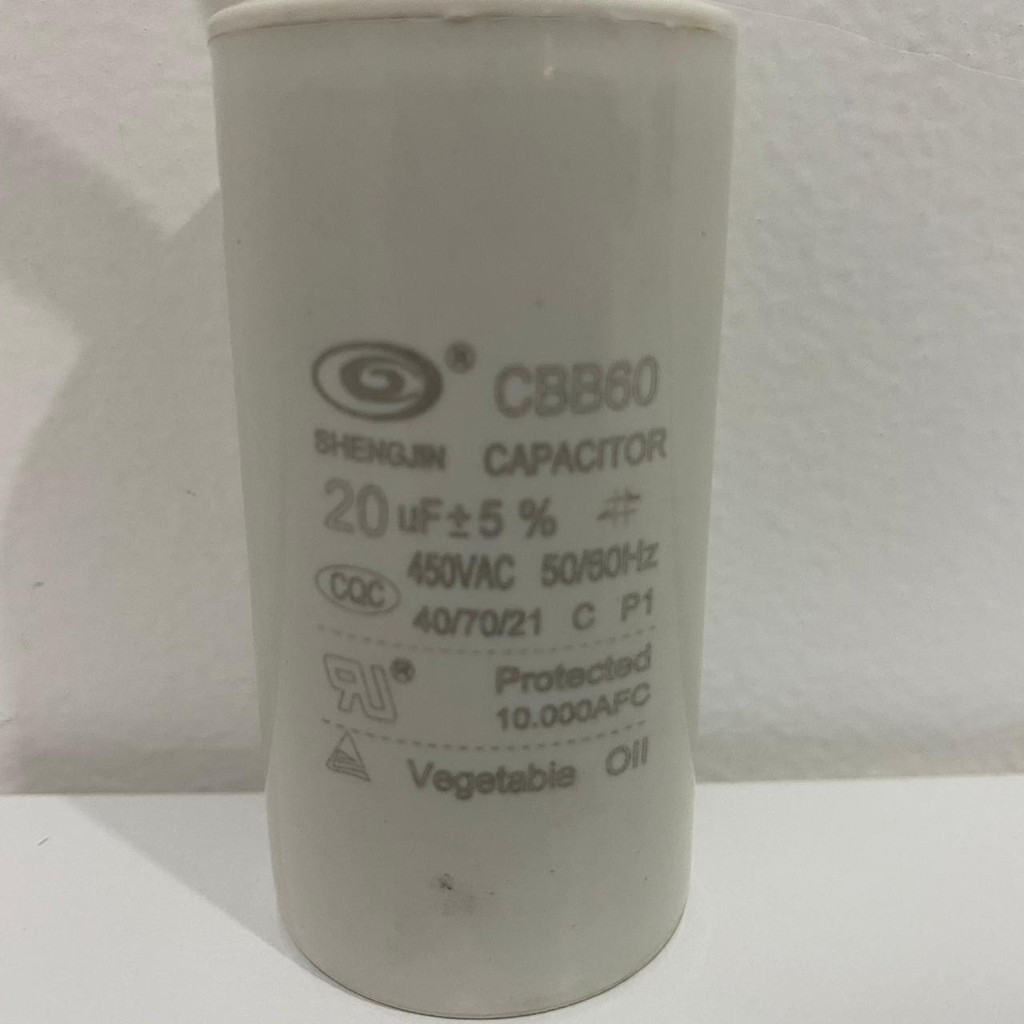 ® CBB60
SHENGJIN CAPACITOR
20 uF±5 % #
450VAC 50/60Hz
CQC
40/70/21 C P1
RU® Protected
10.000AFC
Vegetable Oil